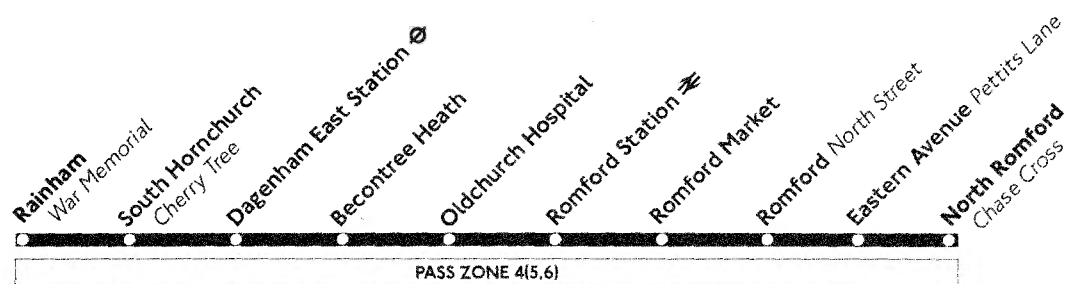 Rainham
War Memorial
South Hornchurch
Cherry Tree
Dagenham East Station
Becontree Heath
Oldchurch Hospital
Romford Station
Romford Market
Romford North Street
Eastern Avenue Pettits Lane
North Romford
Chase Cross
PASS ZONE 4(5,6)